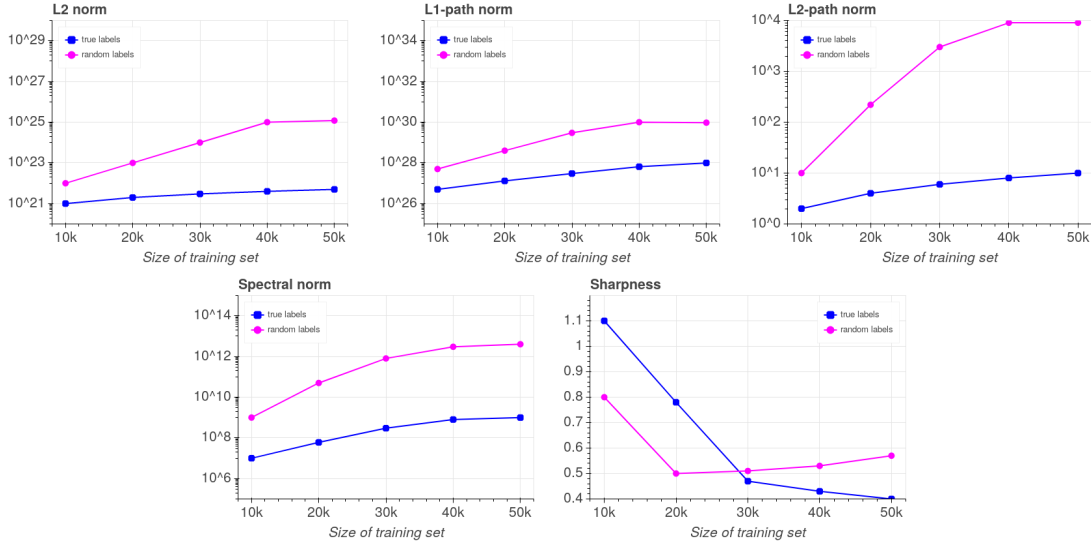 L2 norm
10^29
10^27
10^25
10^23
10^21
true labels
random labels
10k 20k 30k 40k 50k
Size of training set
L1-path norm
10^34
10^32
10^30
10^28
10^26
true labels
random labels
10k 20k 30k 40k 50k
Size of training set
L2-path norm
10^4
10^3
10^2
10^1
10^0
true labels
random labels
10k 20k 30k 40k 50k
Size of training set
Spectral norm
10^14
10^12
10^10
10^8
10^6
true labels
random labels
10k 20k 30k 40k 50k
Size of training set
Sharpness
1.1
1
0.9
0.8
0.7
0.6
0.5
0.4
true labels
random labels
10k 20k 30k 40k 50k
Size of training set